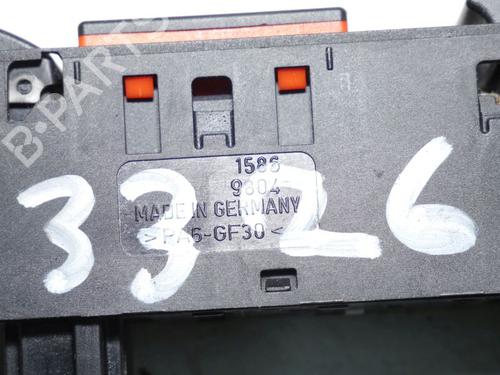 B-PARTS
1586
9804
MADE IN GERMANY
>PA6-GF30<
3326